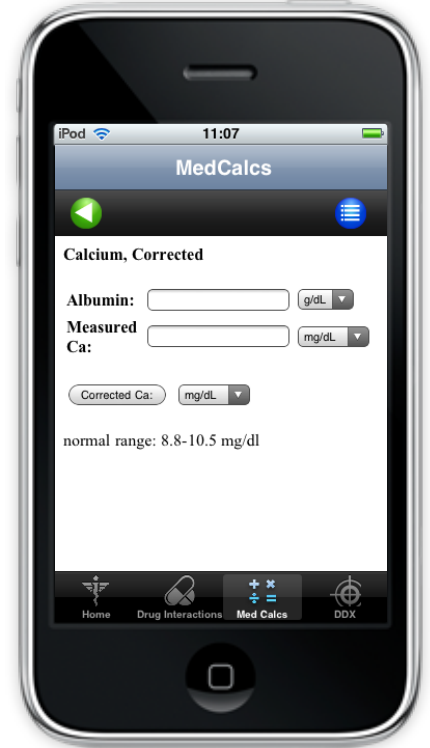 iPod 11:07
MedCalcs
Calcium, Corrected
Albumin: g/dL
Measured
Ca: mg/dL
Corrected Ca: mg/dL
normal range: 8.8-10.5 mg/dl
Home Drug Interactions Med Calcs DDX